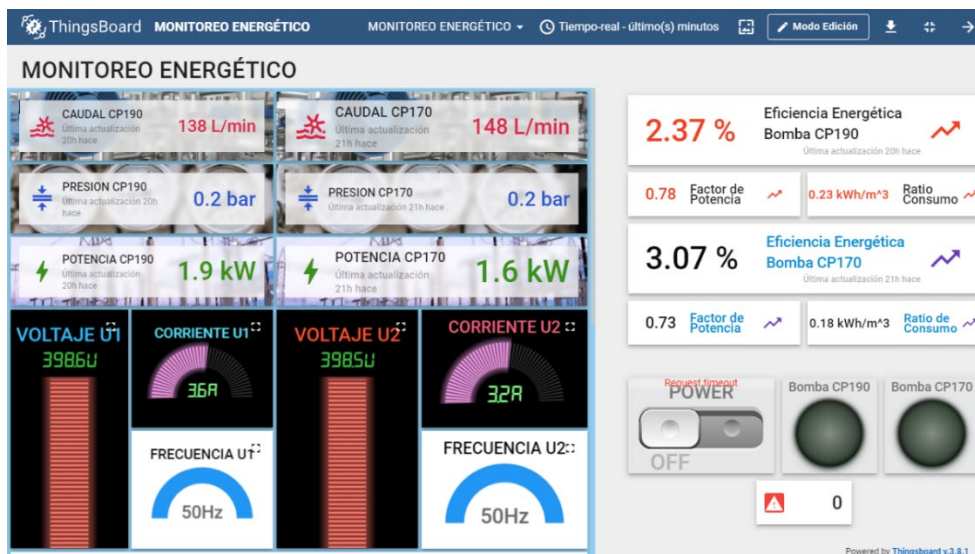 ThingsBoard MONITOREO ENERGÉTICO MONITOREO ENERGÉTICO Tiempo-real - último(s) minutos Modo Edición
MONITOREO ENERGÉTICO
CAUDAL CP190
Última actualización
20h hace
138 L/min
CAUDAL CP170
Última actualización
21h hace
148 L/min
PRESION CP190
Última actualización 20h
hace
0.2 bar
PRESION CP170
Última actualización 21h hace
0.2 bar
POTENCIA CP190
Última actualización
20h hace
1.9 kW
POTENCIA CP170
Última actualización
21h hace
1.6 kW
VOLTAJE U1
398.6V
CORRIENTE U1
3.6A
FRECUENCIA U1
50Hz
VOLTAJE U2
398.5V
CORRIENTE U2
3.2A
FRECUENCIA U2
50Hz
2.37 %
Eficiencia Energética
Bomba CP190
Última actualización 20h hace
0.78
Factor de
Potencia
0.23 kWh/m^3
Ratio
Consumo
3.07 %
Eficiencia Energética
Bomba CP170
Última actualización 21h hace
0.73
Factor de
Potencia
0.18 kWh/m^3
Ratio de
Consumo
Request timeout
POWER
OFF
Bomba CP190
Bomba CP170
0
Powered by Thingsboard v.3.8.1